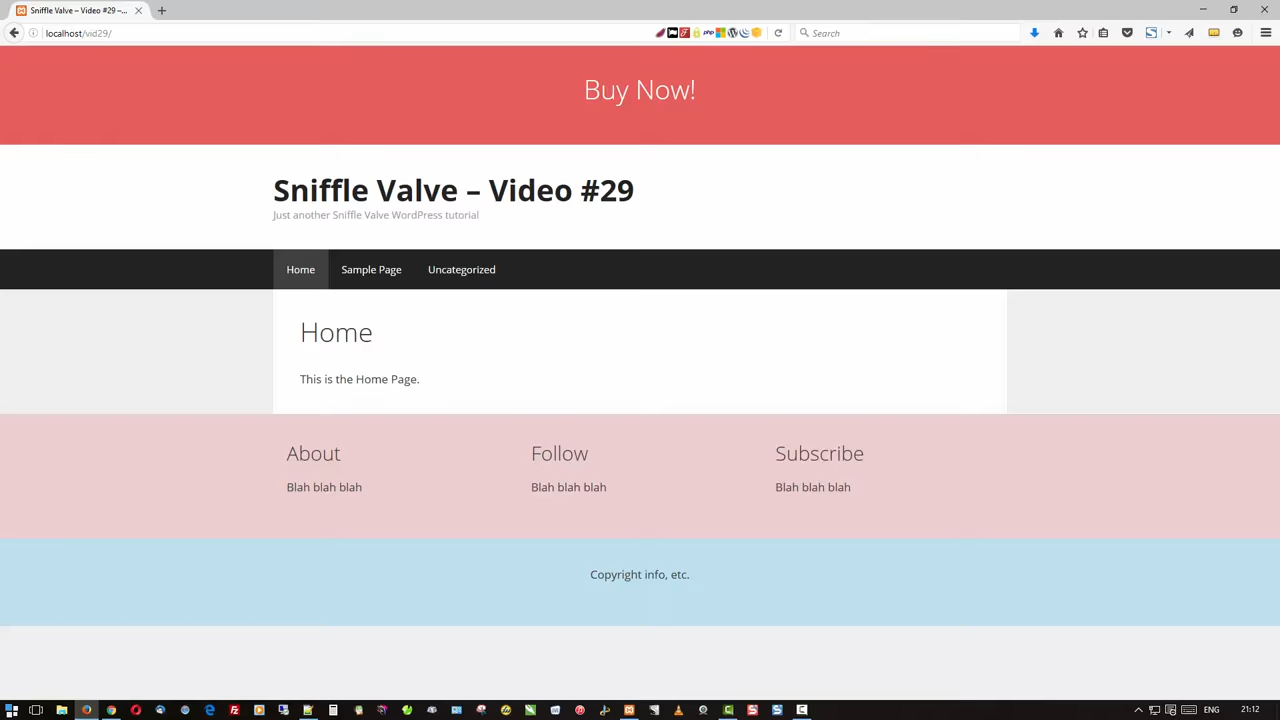 Sniffle Valve – Video #29 –...
localhost/vid29/
Search
Buy Now!
Sniffle Valve – Video #29
Just another Sniffle Valve WordPress tutorial
Home Sample Page Uncategorized
Home
This is the Home Page.
About Follow Subscribe
Blah blah blah Blah blah blah Blah blah blah
Copyright info, etc.
ENG 21:12